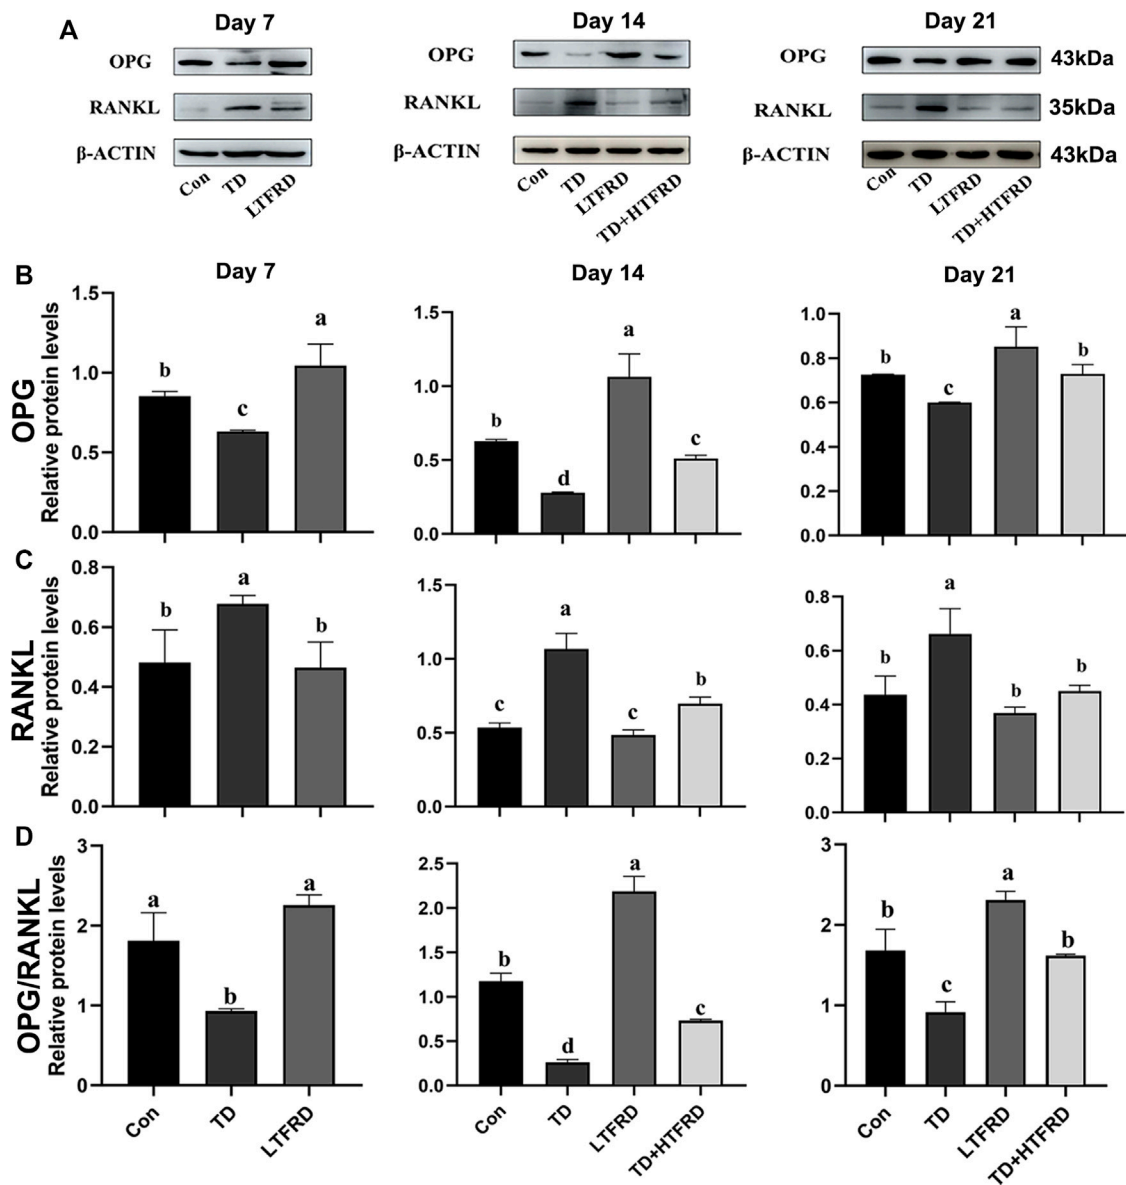 A
Day 7
Day 14
Day 21
OPG
OPG
OPG
43kDa
RANKL
RANKL
RANKL
35kDa
β-ACTIN
β-ACTIN
β-ACTIN
43kDa
Con TD LTFRD
Con TD LTFRD TD+HTFRD
Con TD LTFRD TD+HTFRD
B
Day 7
Day 14
Day 21
OPG
Relative protein levels
1.5
1.0
0.5
0.0
b c a
1.5
1.0
0.5
0.0
b d a c
1.0
0.8
0.6
0.4
0.2
0.0
b c a b
C
RANKL
Relative protein levels
0.8
0.6
0.4
0.2
0.0
b a b
1.5
1.0
0.5
0.0
c a c b
0.8
0.6
0.4
0.2
0.0
b a b b
D
OPG/RANKL
Relative protein levels
3
2
1
0
a b a
Con TD LTFRD
2.5
2.0
1.5
1.0
0.5
0.0
b d a c
Con TD LTFRD TD+HTFRD
3
2
1
0
b c a b
Con TD LTFRD TD+HTFRD